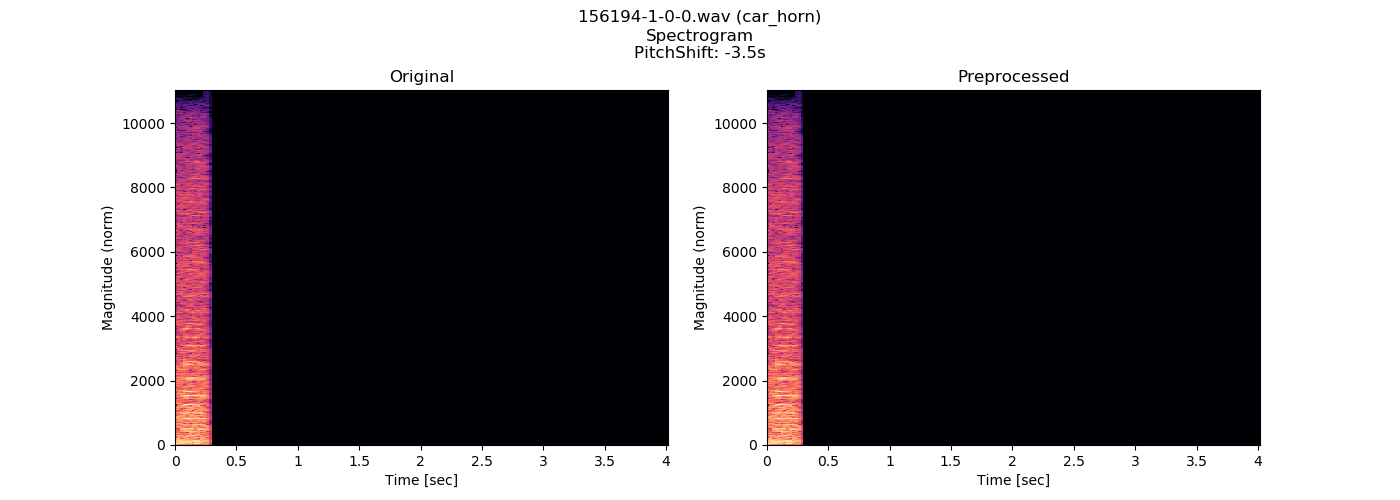 156194-1-0-0.wav (car_horn)
Spectrogram
PitchShift: -3.5s
Original
Magnitude (norm)
10000
8000
6000
4000
2000
0
0 0.5 1 1.5 2 2.5 3 3.5 4
Time [sec]
Preprocessed
Magnitude (norm)
10000
8000
6000
4000
2000
0
0 0.5 1 1.5 2 2.5 3 3.5 4
Time [sec]